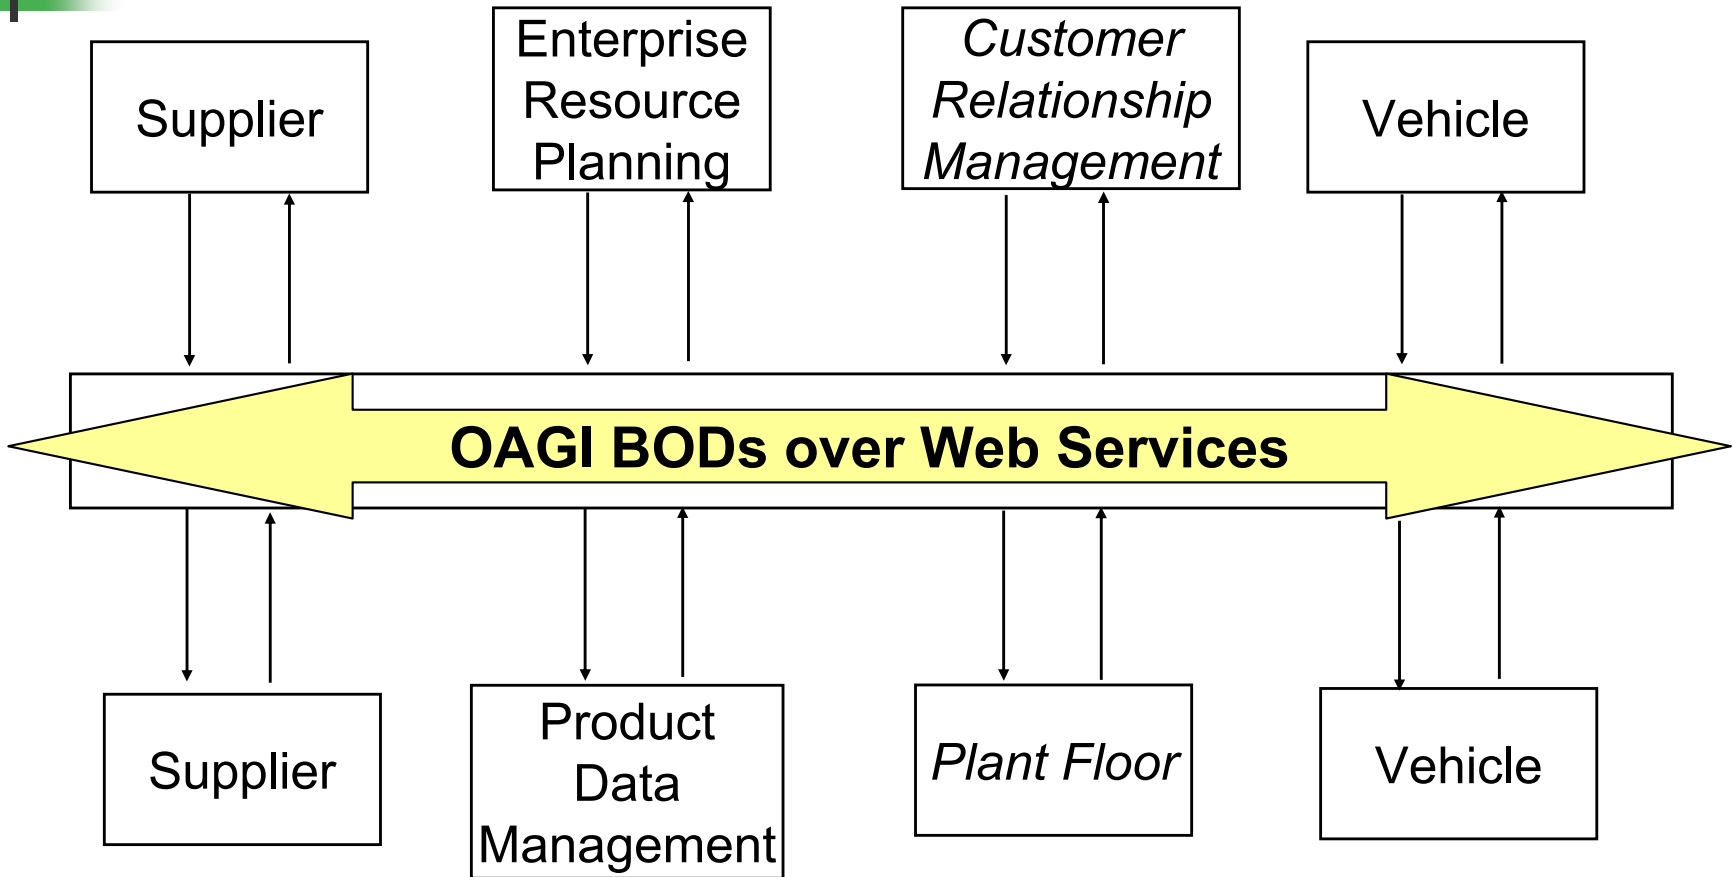 Supplier
Enterprise
Resource
Planning
Customer
Relationship
Management
Vehicle
OAGI BODs over Web Services
Supplier
Product
Data
Management
Plant Floor
Vehicle